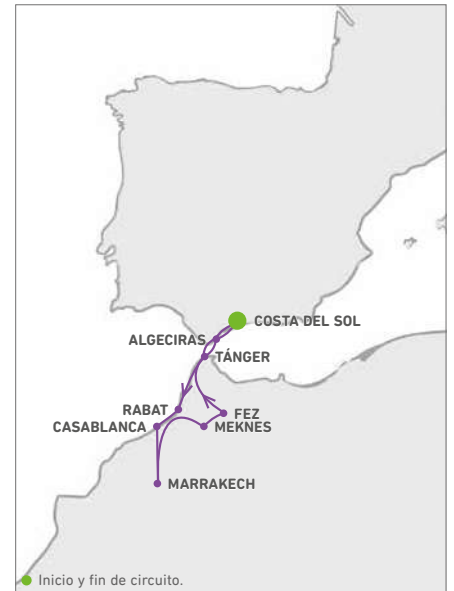 COSTA DEL SOL
ALGECIRAS
TÁNGER
RABAT
FEZ
CASABLANCA
MEKNES
MARRAKECH
Inicio y fin de circuito.